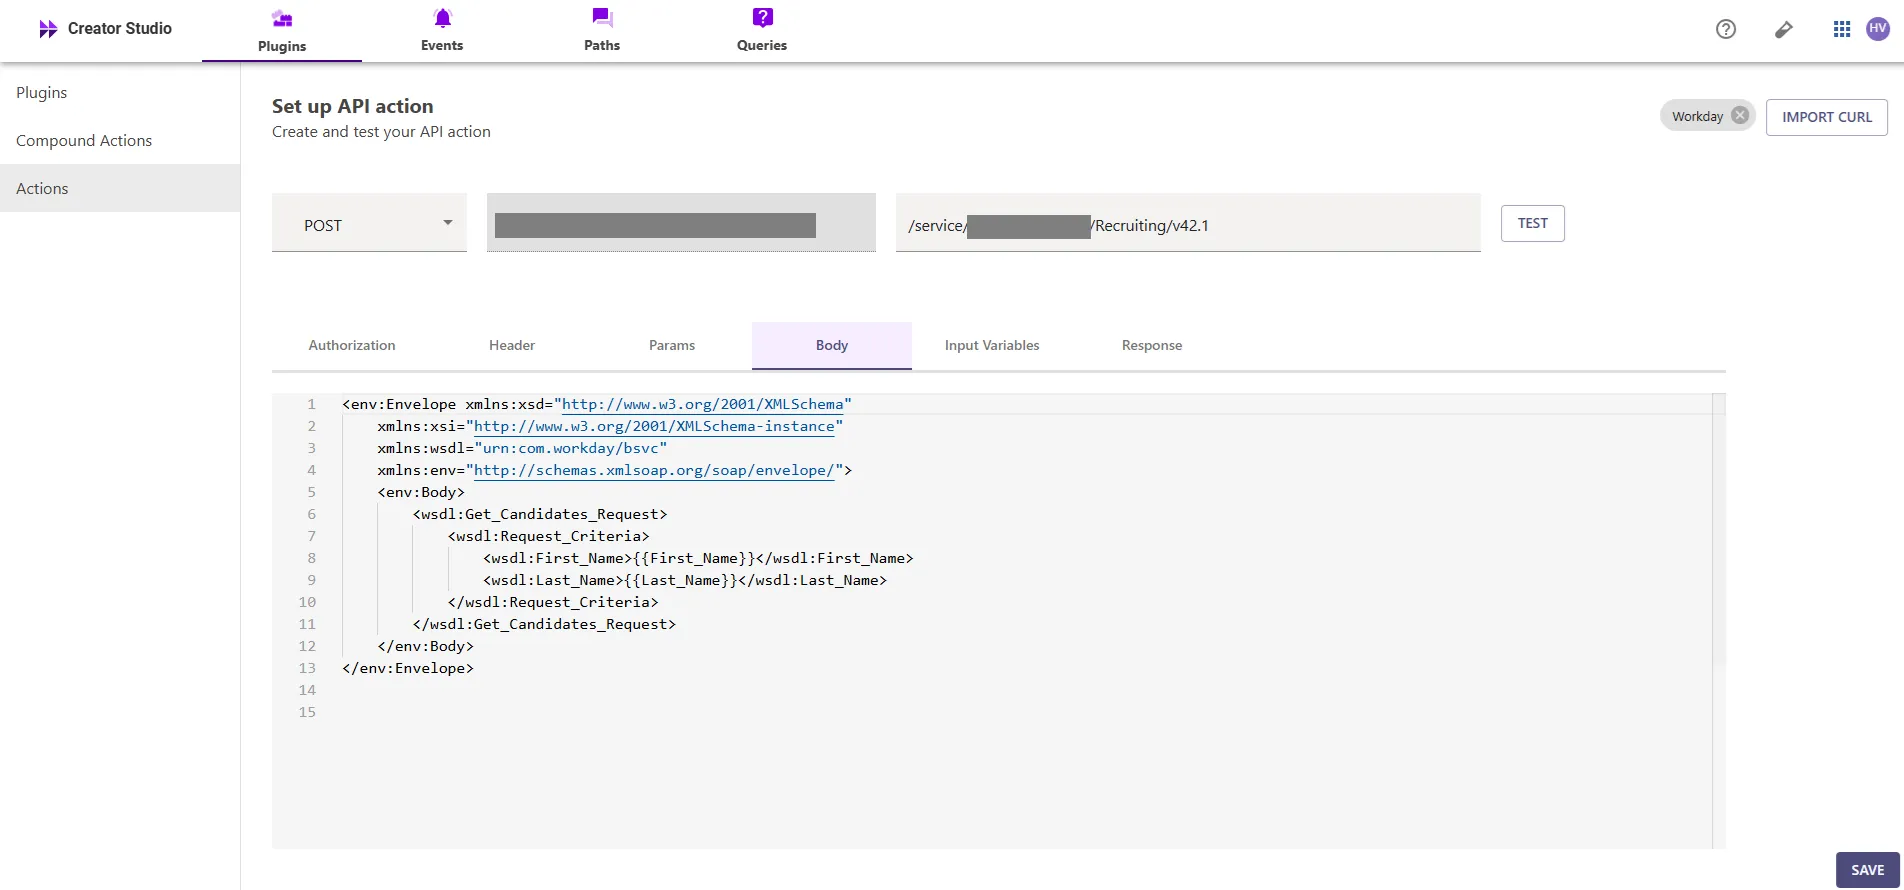 Creator Studio
Plugins
Events
Paths
Queries
HV
Plugins
Compound Actions
Actions
Set up API action
Create and test your API action
Workday
IMPORT CURL
POST
/service/ /Recruiting/v42.1
TEST
Authorization
Header
Params
Body
Input Variables
Response
1 <env:Envelope xmlns:xsd="http://www.w3.org/2001/XMLSchema"
2 xmlns:xsi="http://www.w3.org/2001/XMLSchema-instance"
3 xmlns:wsdl="urn:com.workday/bsvc"
4 xmlns:env="http://schemas.xmlsoap.org/soap/envelope/">
5 <env:Body>
6 <wsdl:Get_Candidates_Request>
7 <wsdl:Request_Criteria>
8 <wsdl:First_Name>{{First_Name}}</wsdl:First_Name>
9 <wsdl:Last_Name>{{Last_Name}}</wsdl:Last_Name>
10 </wsdl:Request_Criteria>
11 </wsdl:Get_Candidates_Request>
12 </env:Body>
13 </env:Envelope>
14
15
SAVE